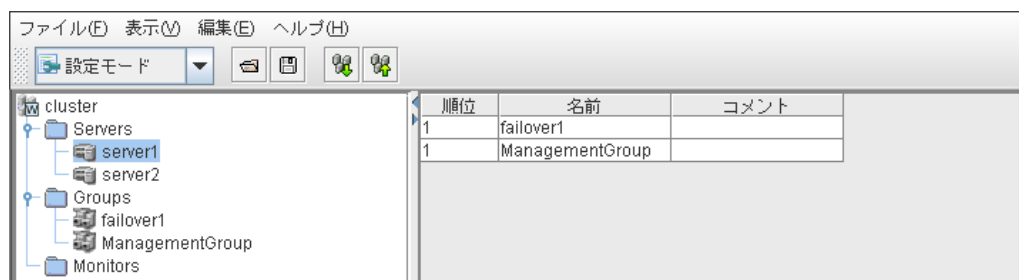 ファイル(F) 表示(V) 編集(E) ヘルプ(H)
設定モード
cluster
Servers
server1
server2
Groups
failover1
ManagementGroup
Monitors
順位 名前 コメント
1 failover1
1 ManagementGroup